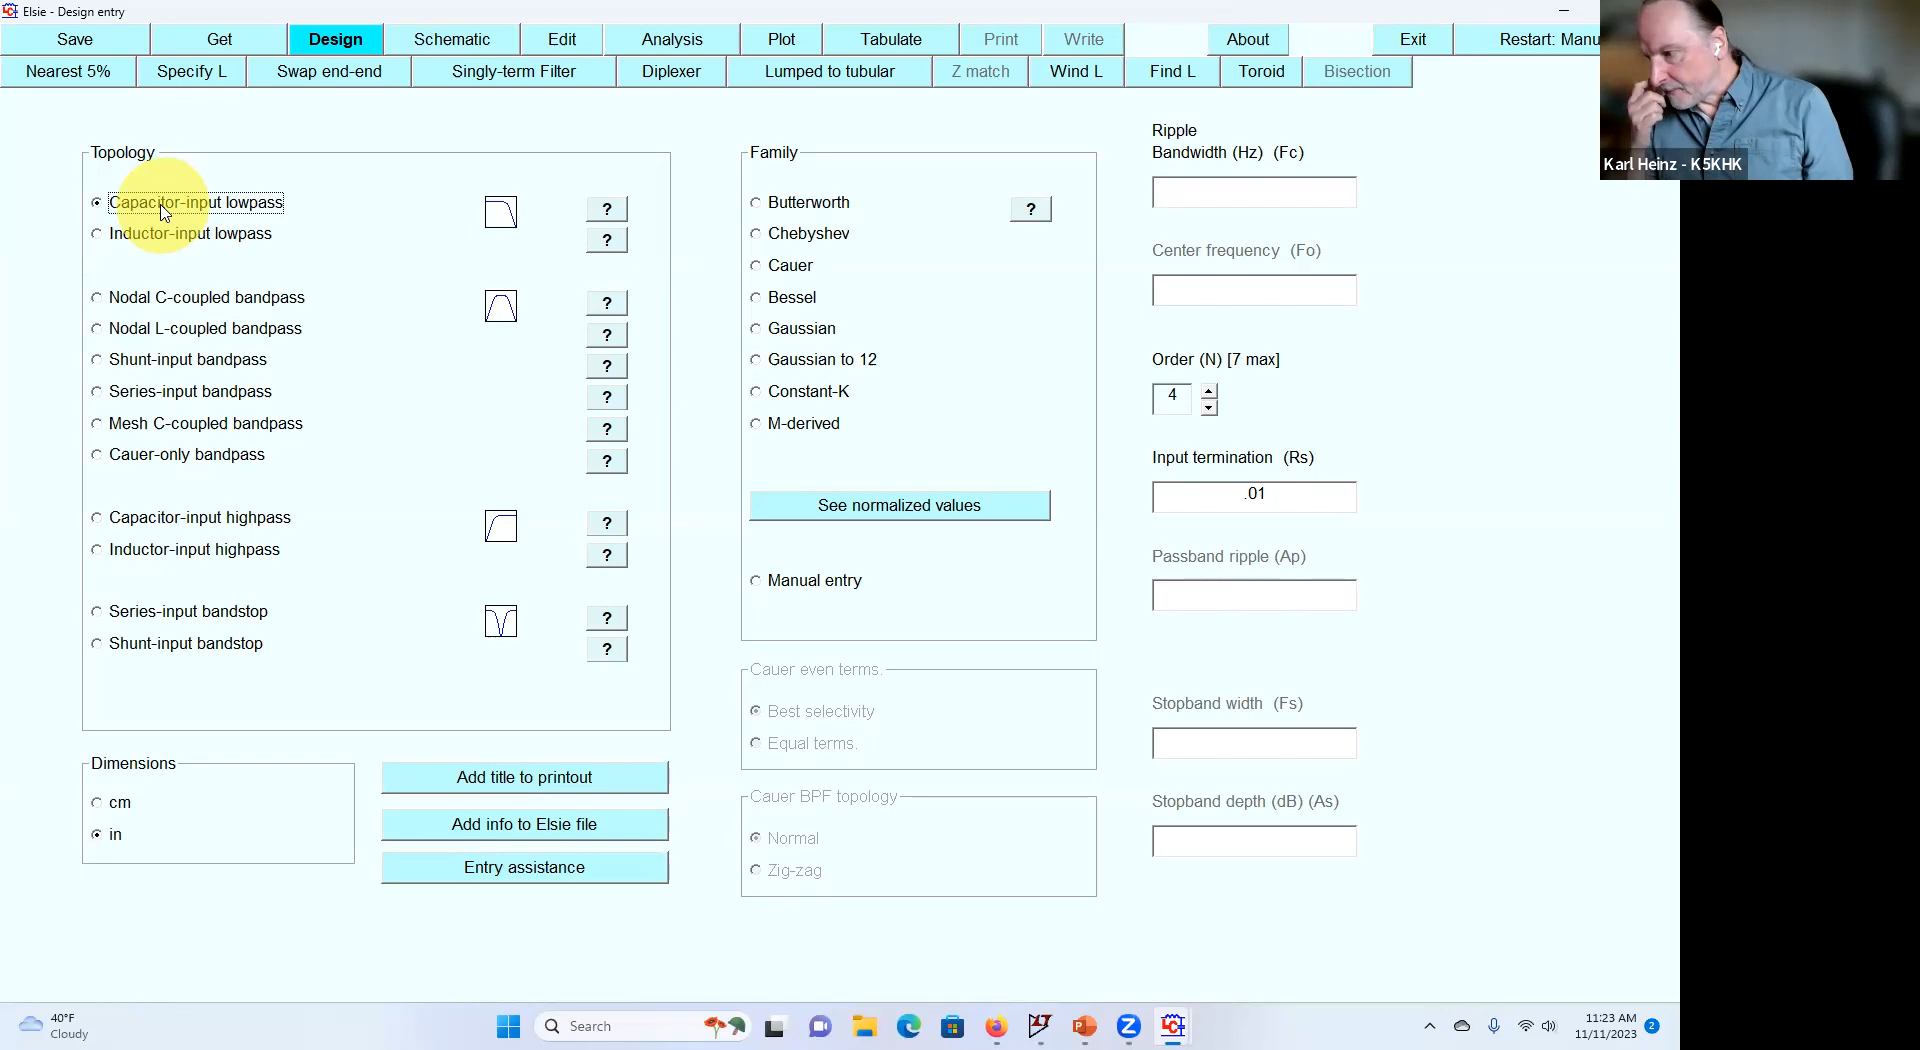 Elsie - Design entry
Save Get Design Schematic Edit Analysis Plot Tabulate Print Write About Exit Restart: Manu
Nearest 5% Specify L Swap end-end Singly-term Filter Diplexer Lumped to tubular Z match Wind L Find L Toroid Bisection
Karl Heinz - K5KHK
Topology
Capacitor-input lowpass ?
Inductor-input lowpass ?
Nodal C-coupled bandpass ?
Nodal L-coupled bandpass ?
Shunt-input bandpass ?
Series-input bandpass ?
Mesh C-coupled bandpass ?
Cauer-only bandpass ?
Capacitor-input highpass ?
Inductor-input highpass ?
Series-input bandstop ?
Shunt-input bandstop ?
Dimensions
cm
in
Add title to printout
Add info to Elsie file
Entry assistance
Family
Butterworth ?
Chebyshev
Cauer
Bessel
Gaussian
Gaussian to 12
Constant-K
M-derived
See normalized values
Manual entry
Cauer even terms.
Best selectivity
Equal terms.
Cauer BPF topology
Normal
Zig-zag
Ripple
Bandwidth (Hz) (Fc)
Center frequency (Fo)
Order (N) [7 max]
4
Input termination (Rs)
.01
Passband ripple (Ap)
Stopband width (Fs)
Stopband depth (dB) (As)
40°F
Cloudy
Search
11:23 AM
11/11/2023
2